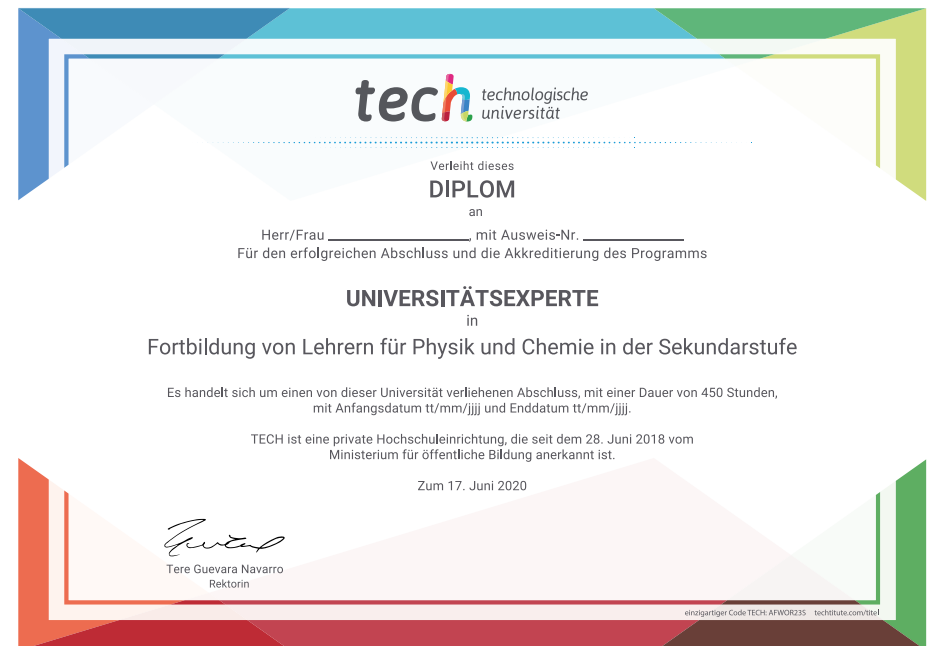 tech technologische
universität
Verleiht dieses
DIPLOM
an
Herr/Frau ____________________, mit Ausweis-Nr. ______________
Für den erfolgreichen Abschluss und die Akkreditierung des Programms
UNIVERSITÄTSEXPERTE
in
Fortbildung von Lehrern für Physik und Chemie in der Sekundarstufe
Es handelt sich um einen von dieser Universität verliehenen Abschluss, mit einer Dauer von 450 Stunden,
mit Anfangsdatum tt/mm/jjjj und Enddatum tt/mm/jjjj.
TECH ist eine private Hochschuleinrichtung, die seit dem 28. Juni 2018 vom
Ministerium für öffentliche Bildung anerkannt ist.
Zum 17. Juni 2020
Tere Guevara Navarro
Rektorin
einzigartiger Code TECH: AFWOR23S techtitute.com/titel